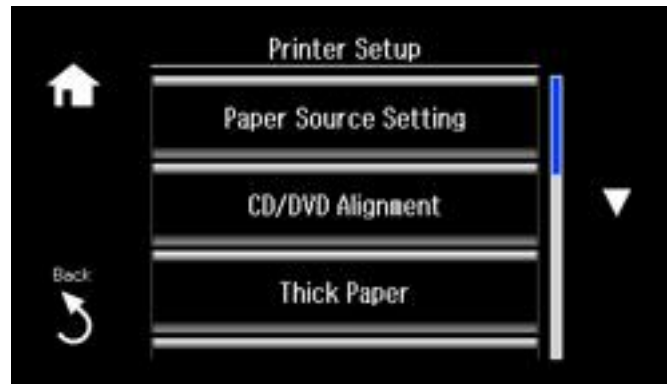 Printer Setup
Paper Source Setting
CD/DVD Alignment
Back
Thick Paper